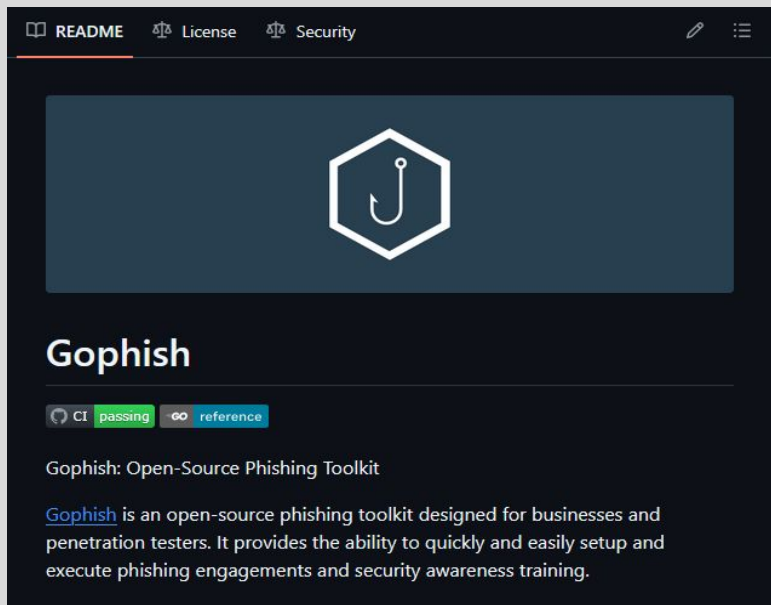 README License Security
Gophish
CI passing GO reference
Gophish: Open-Source Phishing Toolkit
Gophish is an open-source phishing toolkit designed for businesses and
penetration testers. It provides the ability to quickly and easily setup and
execute phishing engagements and security awareness training.